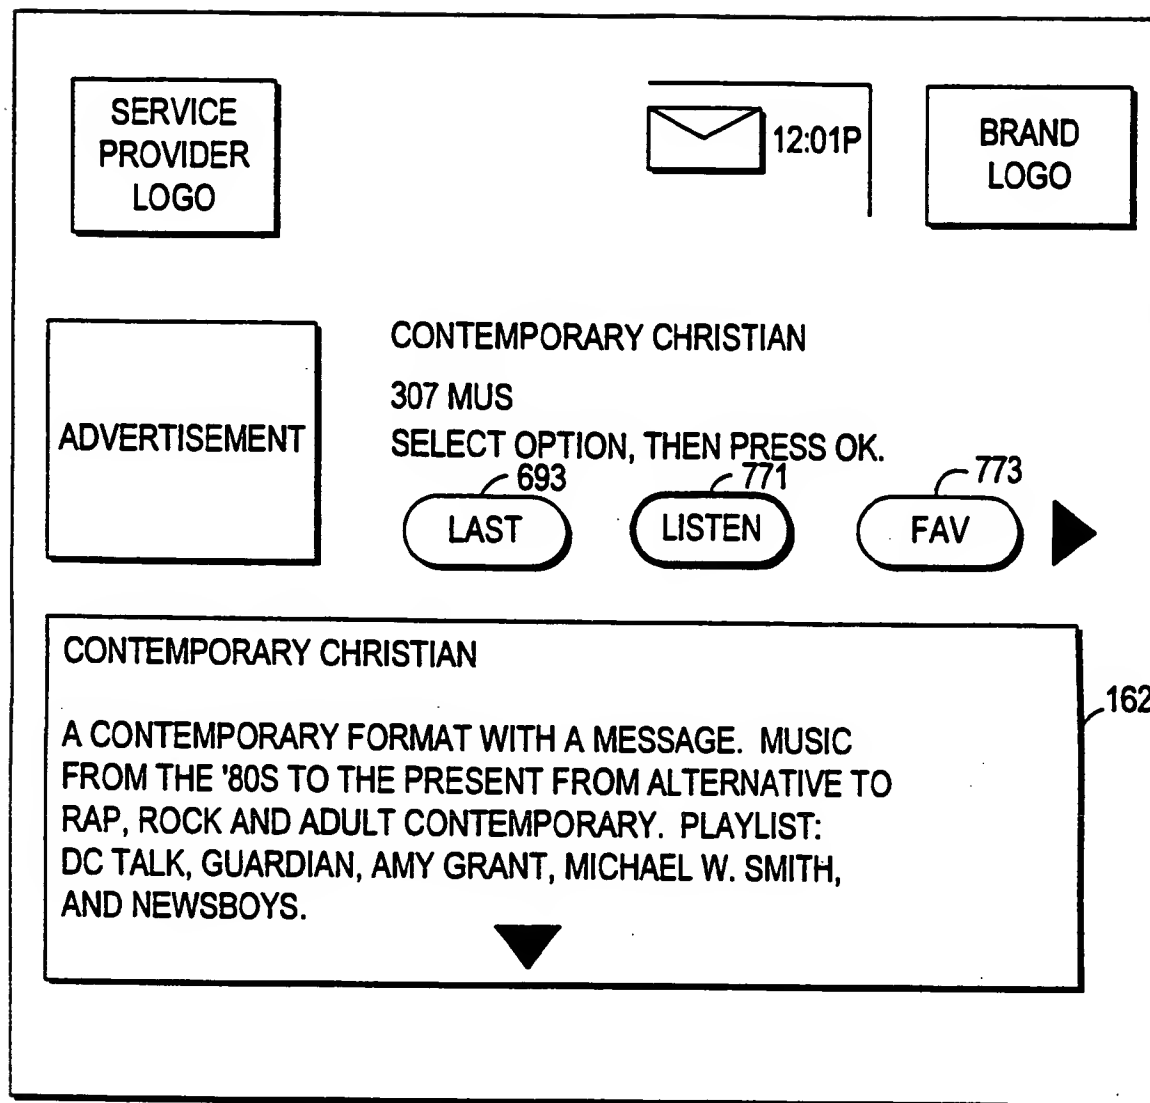 SERVICE
PROVIDER
LOGO
12:01P
BRAND
LOGO
ADVERTISEMENT
CONTEMPORARY CHRISTIAN
307 MUS
SELECT OPTION, THEN PRESS OK.
693
771
773
LAST
LISTEN
FAV
CONTEMPORARY CHRISTIAN
A CONTEMPORARY FORMAT WITH A MESSAGE. MUSIC
FROM THE '80S TO THE PRESENT FROM ALTERNATIVE TO
RAP, ROCK AND ADULT CONTEMPORARY. PLAYLIST:
DC TALK, GUARDIAN, AMY GRANT, MICHAEL W. SMITH,
AND NEWSBOYS.
162